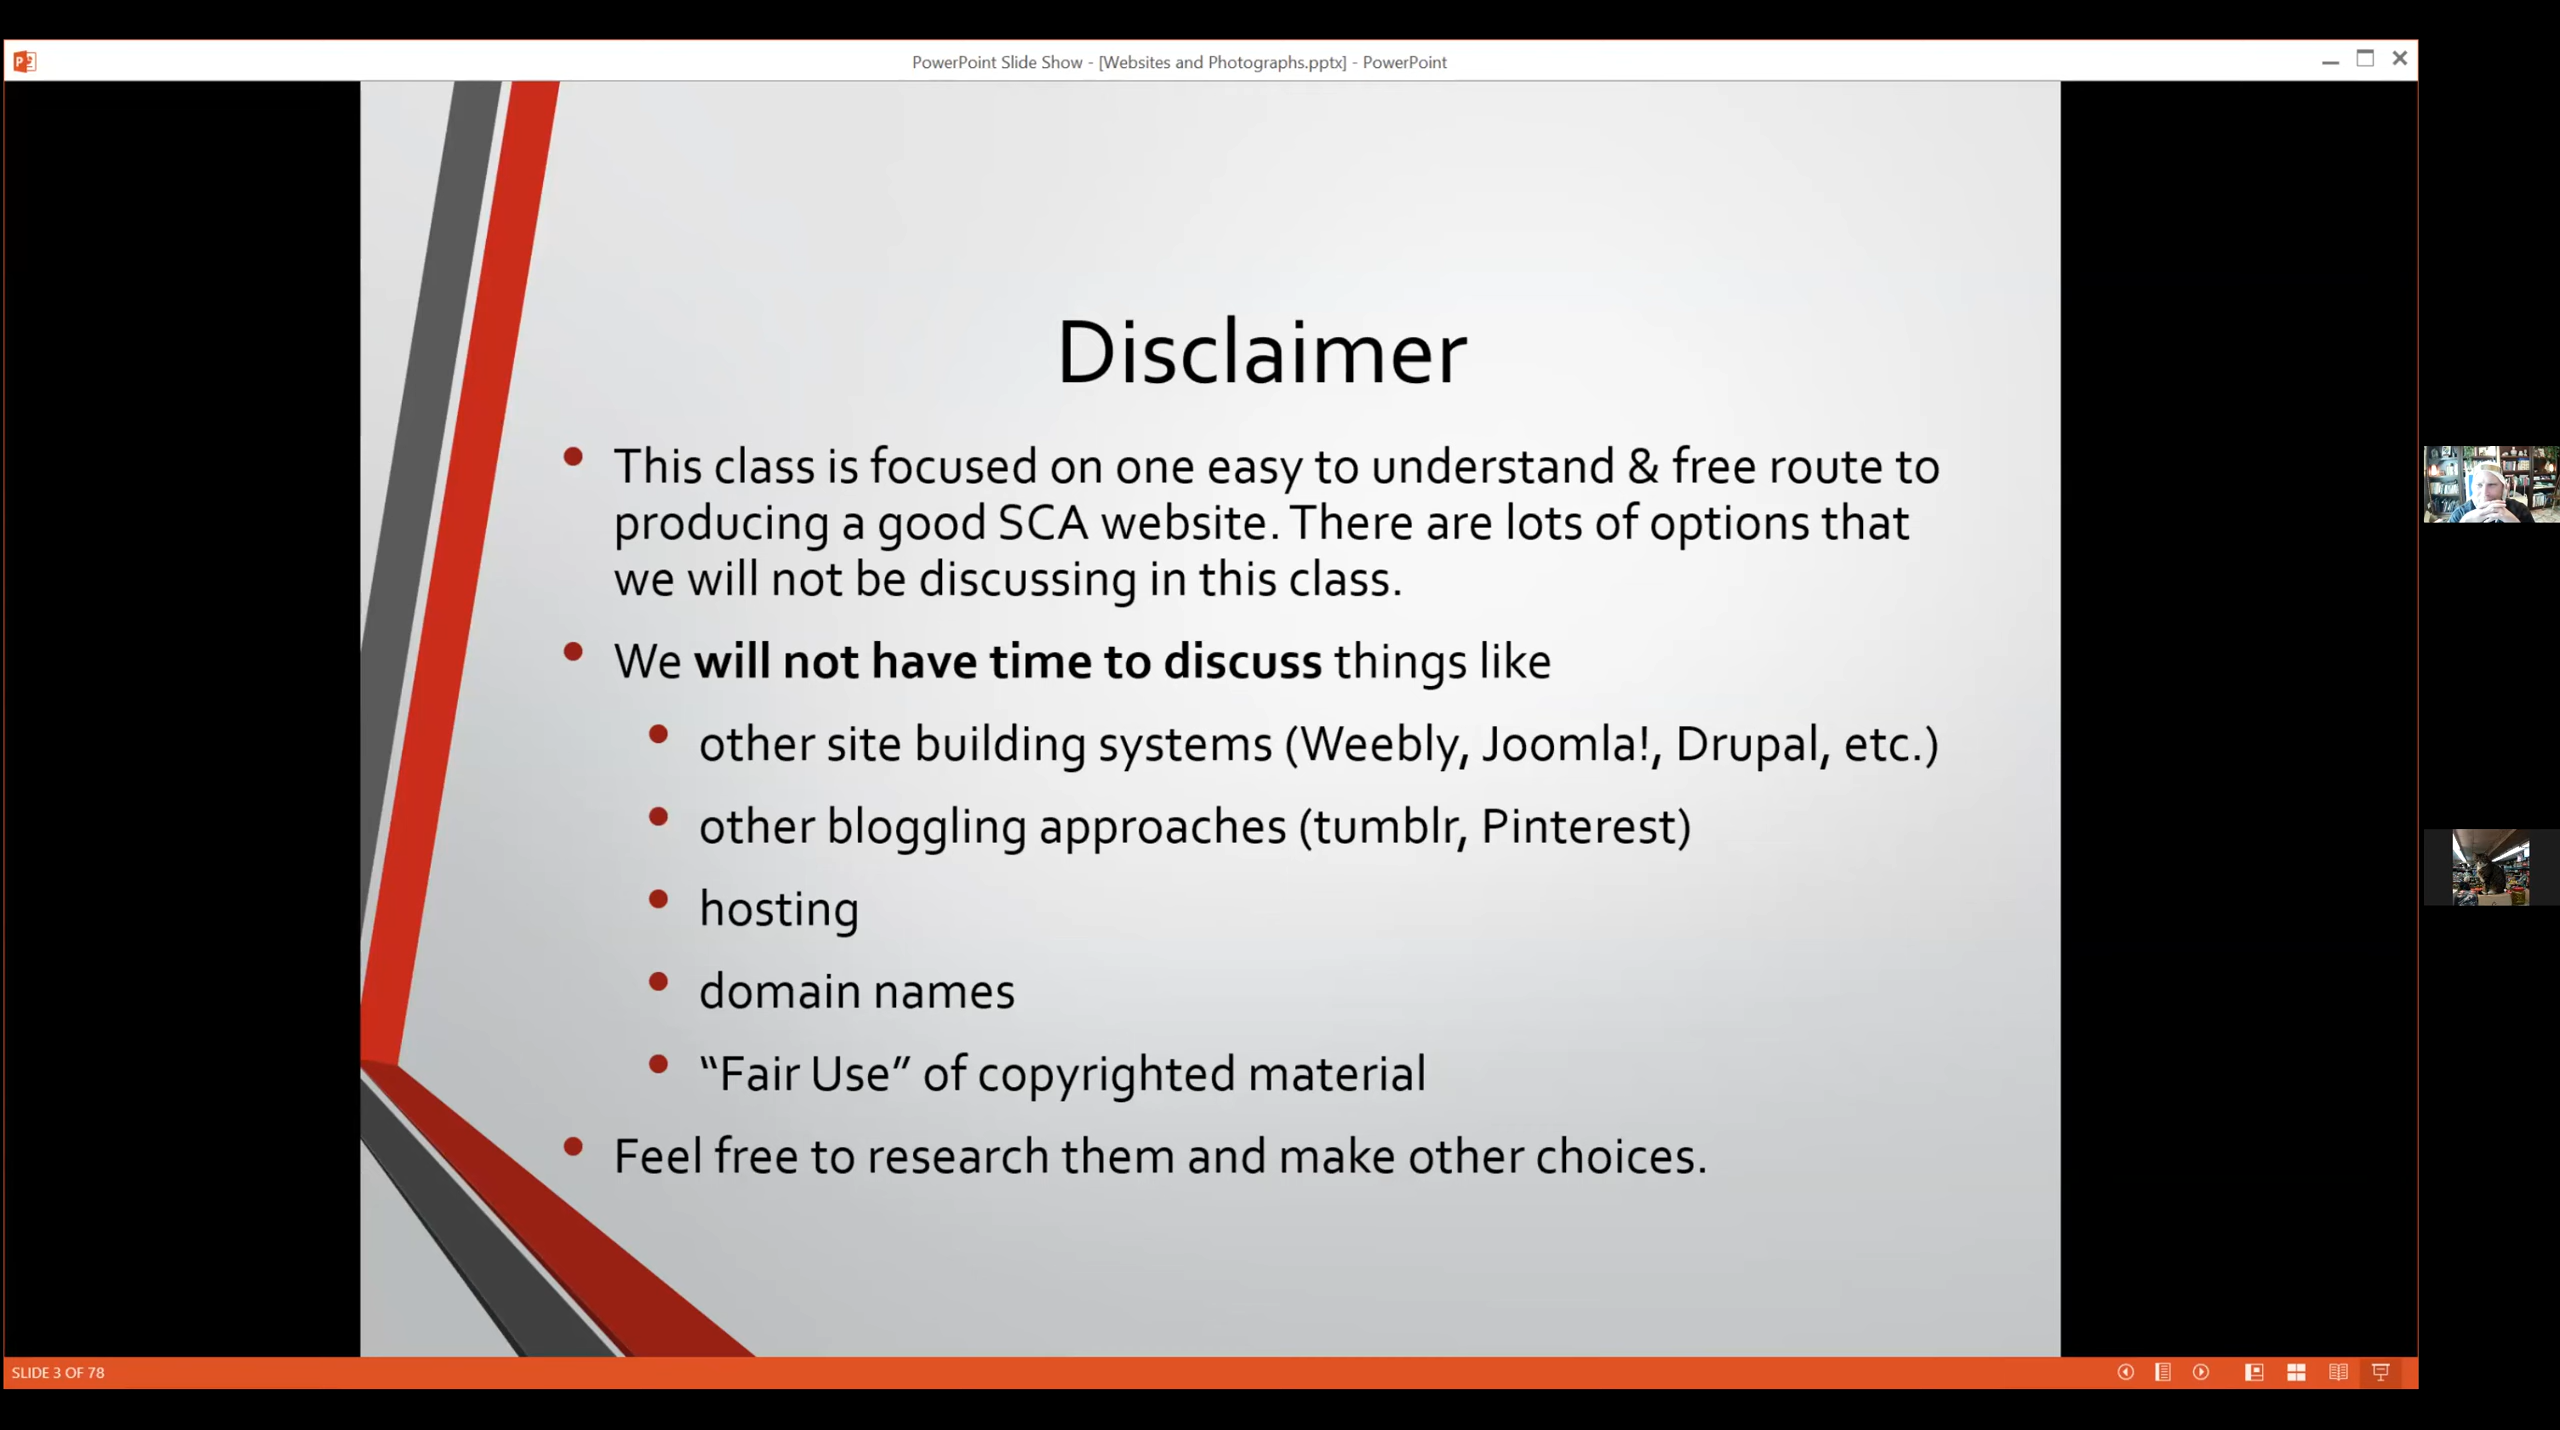 PowerPoint Slide Show - [Websites and Photographs.pptx] - PowerPoint
Disclaimer
• This class is focused on one easy to understand & free route to
producing a good SCA website. There are lots of options that
we will not be discussing in this class.
• We will not have time to discuss things like
• other site building systems (Weebly, Joomla!, Drupal, etc.)
• other bloggling approaches (tumblr, Pinterest)
• hosting
• domain names
• “Fair Use” of copyrighted material
• Feel free to research them and make other choices.
SLIDE 3 OF 78